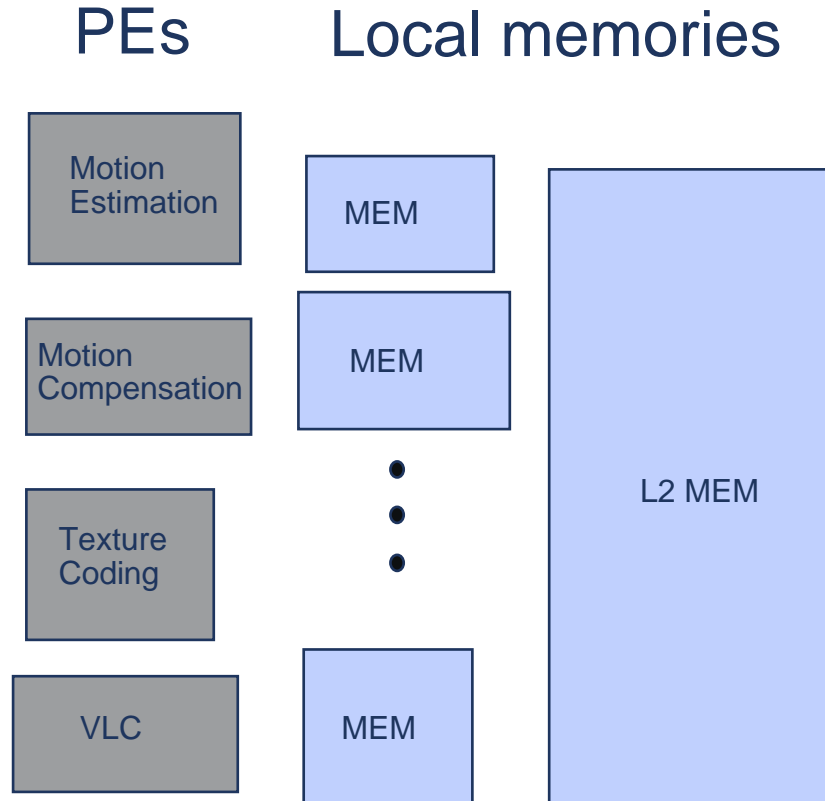 PEs
Local memories
Motion
Estimation
MEM
Motion
Compensation
MEM
L2 MEM
Texture
Coding
VLC
MEM